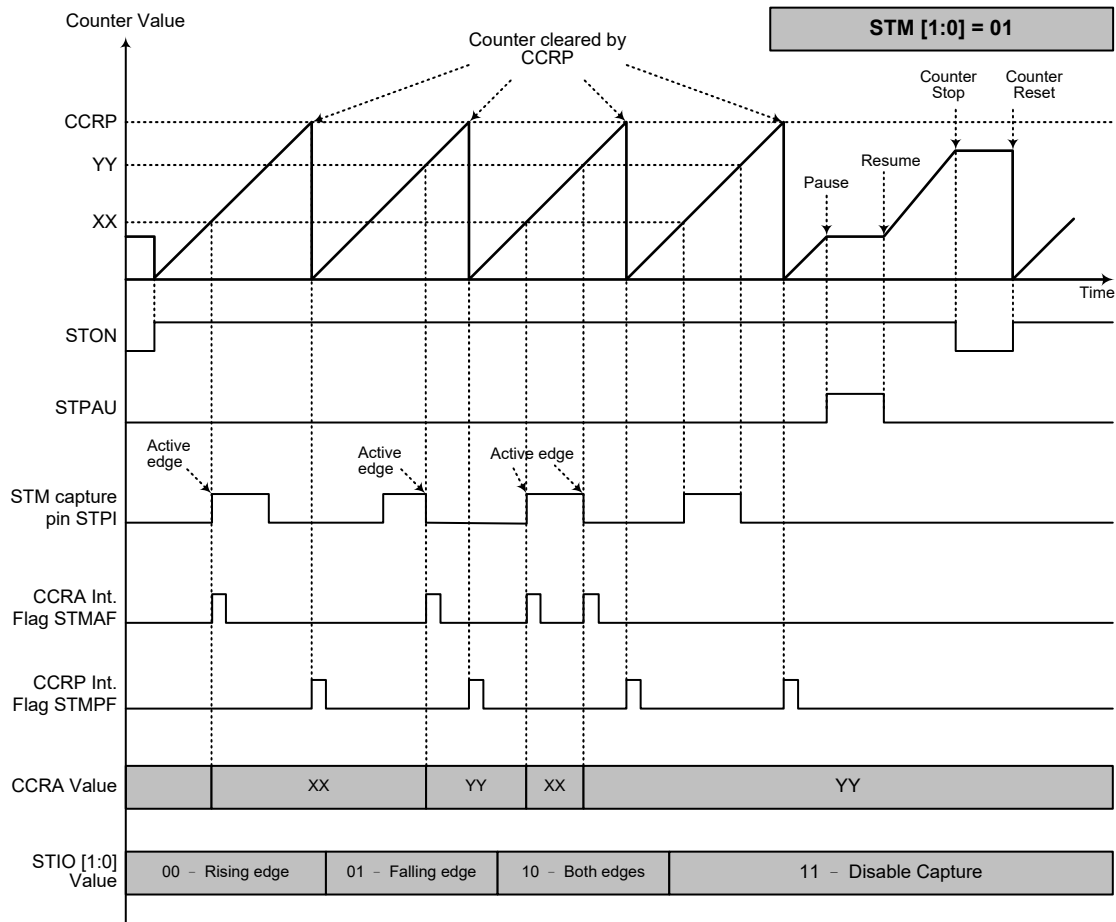 Counter Value
STM [1:0] = 01
Counter cleared by
CCRP
Counter
Stop
Counter
Reset
CCRP
YY
XX
Pause
Resume
Time
STON
STPAU
Active
edge
Active
edge
Active edge
STM capture
pin STPI
CCRA Int.
Flag STMAF
CCRP Int.
Flag STMPF
CCRA Value
XX
YY
XX
YY
STIO [1:0]
Value
00 – Rising edge
01 – Falling edge
10 – Both edges
11 – Disable Capture